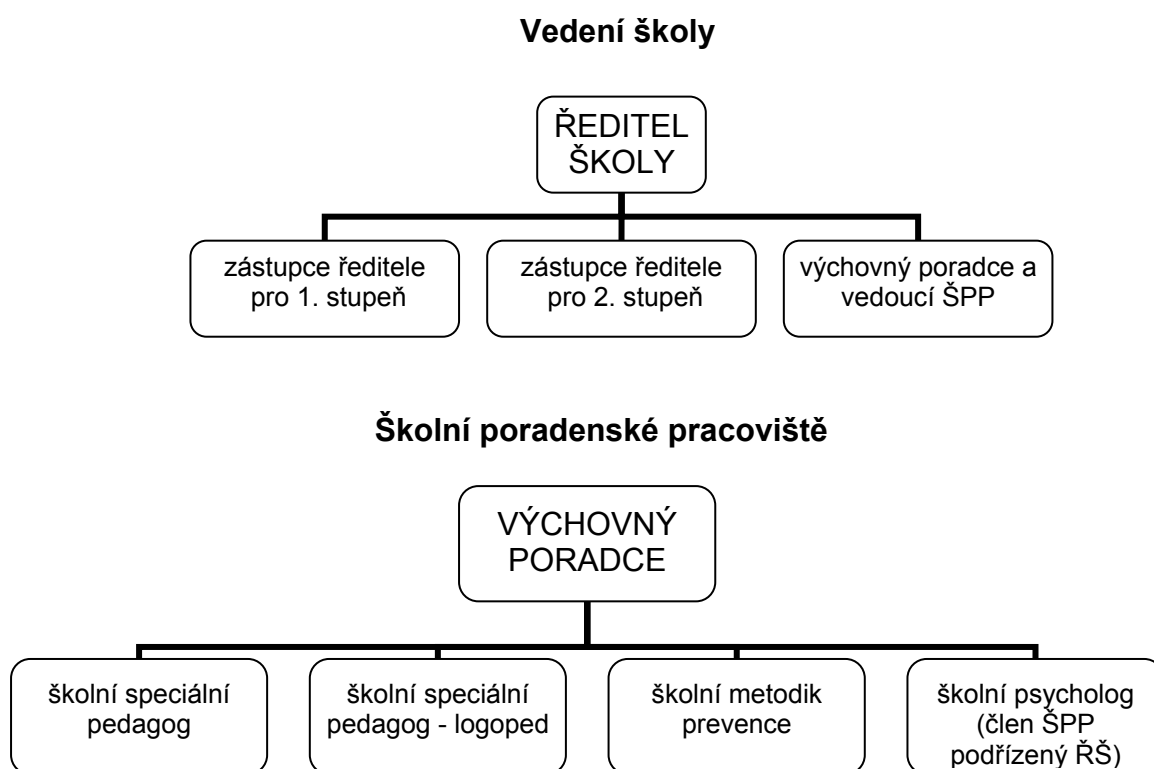 Vedení školy
ŘEDITEL
ŠKOLY
zástupce ředitele
pro 1. stupeň
zástupce ředitele
pro 2. stupeň
výchovný poradce a
vedoucí ŠPP
Školní poradenské pracoviště
VÝCHOVNÝ
PORADCE
školní speciální
pedagog
školní speciální
pedagog - logoped
školní metodik
prevence
školní psycholog
(člen ŠPP
podřízený ŘŠ)